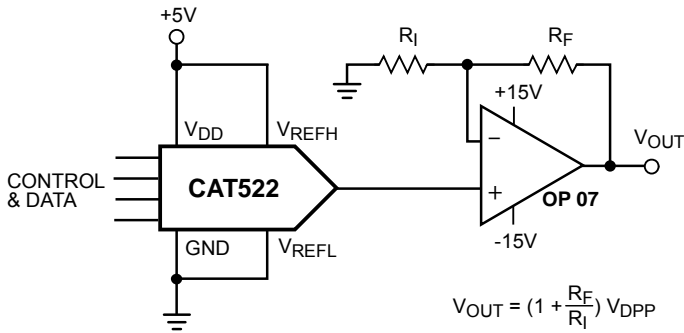 +5V
R_I
R_F
+15V
V_DD
V_REFH
V_OUT
CONTROL
& DATA
CAT522
−
+
OP 07
GND
V_REFL
-15V
V_OUT = (1 + R_F/R_I) V_DPP